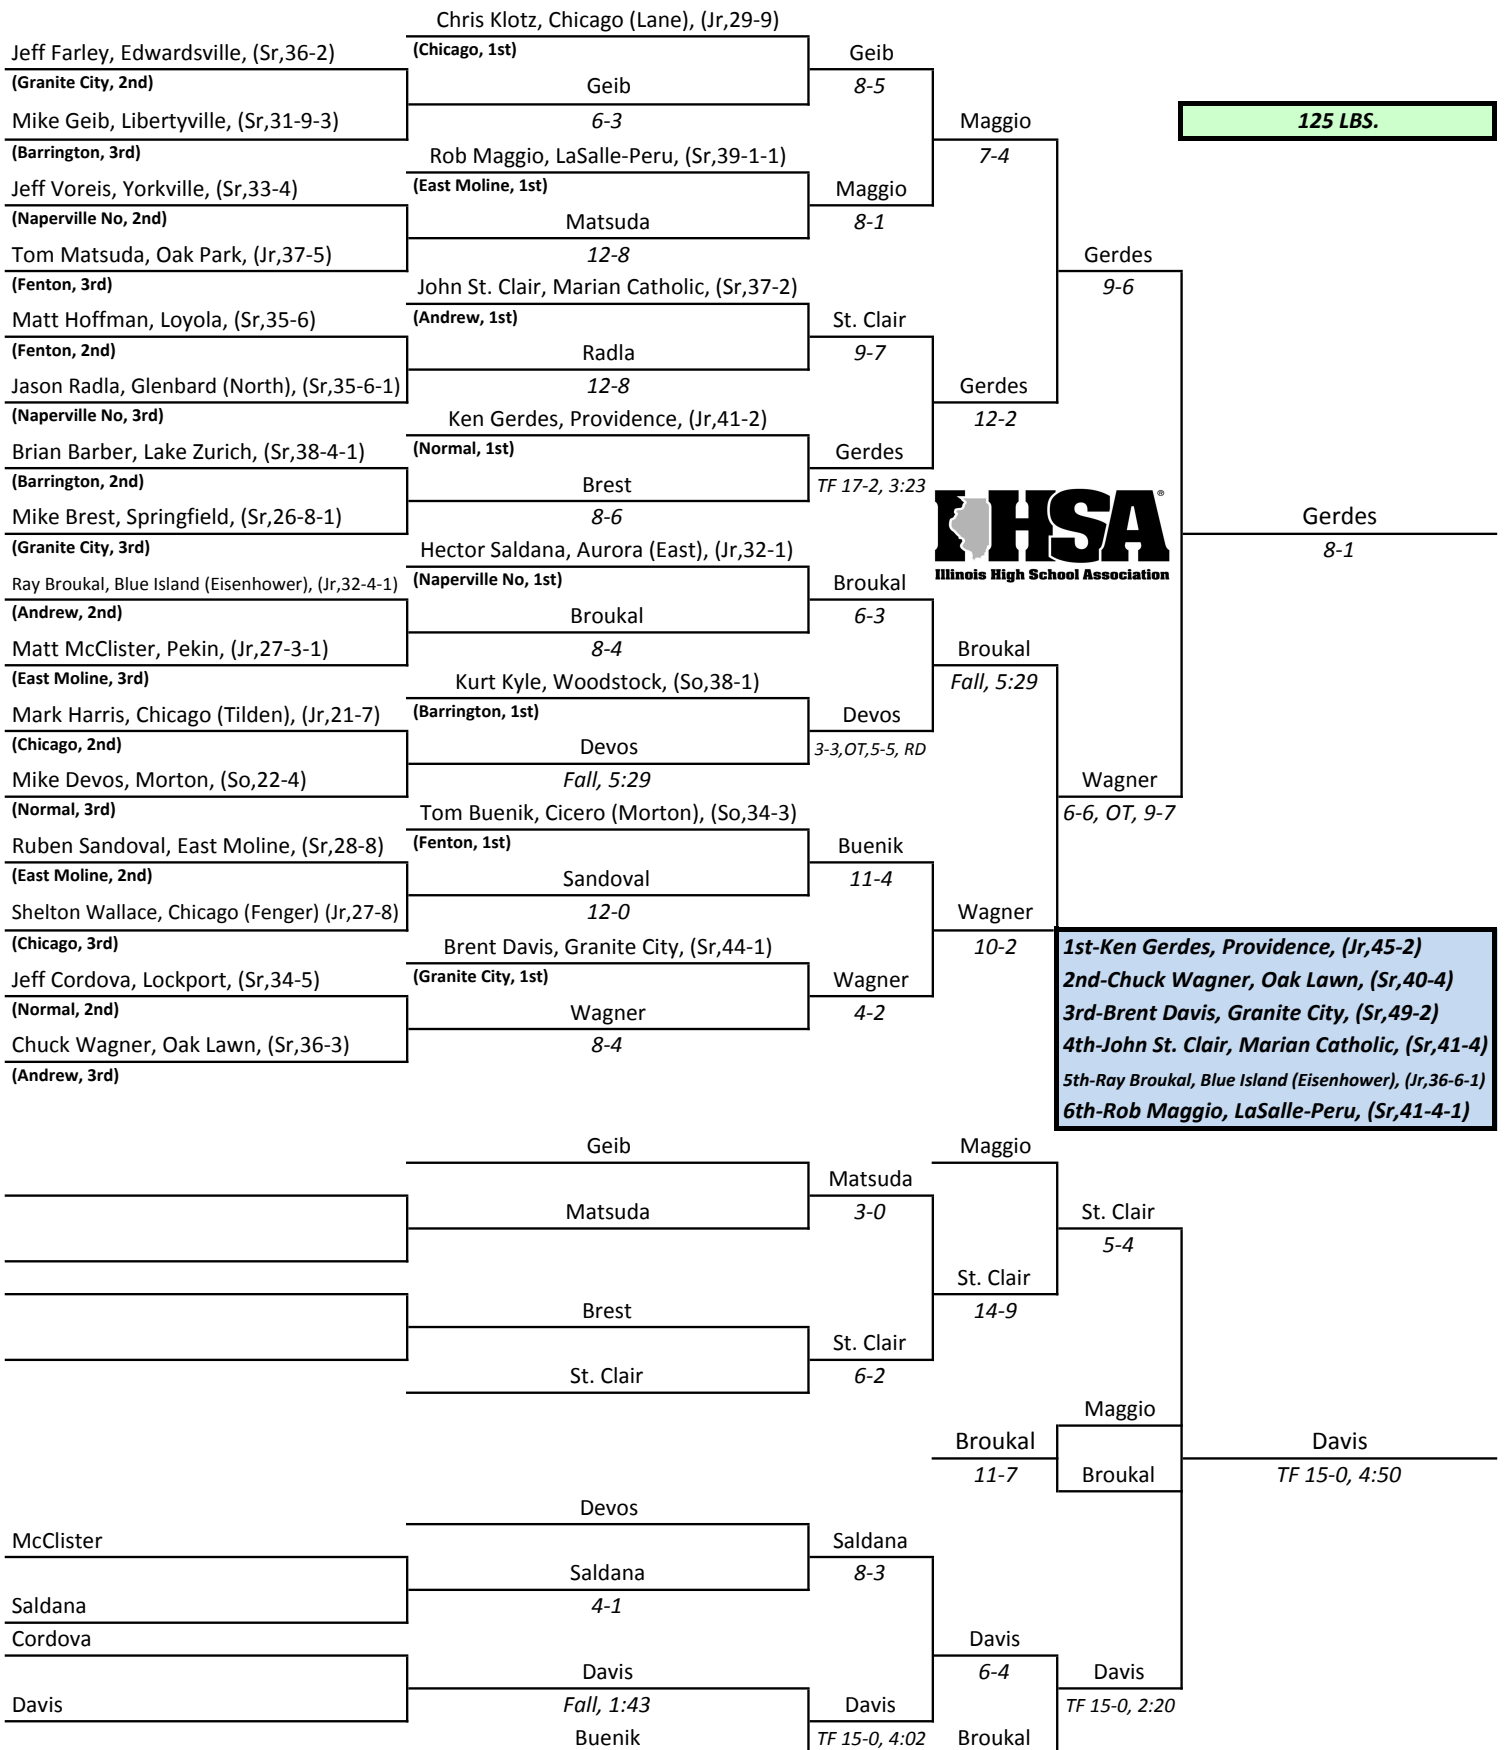 Chris Klotz, Chicago (Lane), (Jr,29-9)
Jeff Farley, Edwardsville, (Sr,36-2)
(Chicago, 1st)
Geib
(Granite City, 2nd)
Geib
8-5
Mike Geib, Libertyville, (Sr,31-9-3)
6-3
Maggio
125 LBS.
(Barrington, 3rd)
Rob Maggio, LaSalle-Peru, (Sr,39-1-1)
7-4
Jeff Voreis, Yorkville, (Sr,33-4)
(East Moline, 1st)
Maggio
(Naperville No, 2nd)
Matsuda
8-1
Tom Matsuda, Oak Park, (Jr,37-5)
12-8
Gerdes
(Fenton, 3rd)
John St. Clair, Marian Catholic, (Sr,37-2)
9-6
Matt Hoffman, Loyola, (Sr,35-6)
(Andrew, 1st)
St. Clair
(Fenton, 2nd)
Radla
9-7
Jason Radla, Glenbard (North), (Sr,35-6-1)
12-8
Gerdes
(Naperville No, 3rd)
Ken Gerdes, Providence, (Jr,41-2)
12-2
Brian Barber, Lake Zurich, (Sr,38-4-1)
(Normal, 1st)
Gerdes
(Barrington, 2nd)
Brest
TF 17-2, 3:23
Mike Brest, Springfield, (Sr,26-8-1)
8-6
IHSA®
Gerdes
(Granite City, 3rd)
Hector Saldana, Aurora (East), (Jr,32-1)
8-1
Illinois High School Association
Ray Broukal, Blue Island (Eisenhower), (Jr,32-4-1)
(Naperville No, 1st)
Broukal
(Andrew, 2nd)
Broukal
6-3
Matt McClister, Pekin, (Jr,27-3-1)
8-4
Broukal
(East Moline, 3rd)
Kurt Kyle, Woodstock, (So,38-1)
Fall, 5:29
Mark Harris, Chicago (Tilden), (Jr,21-7)
(Barrington, 1st)
Devos
(Chicago, 2nd)
Devos
3-3,OT,5-5, RD
Mike Devos, Morton, (So,22-4)
Fall, 5:29
Wagner
(Normal, 3rd)
Tom Buenik, Cicero (Morton), (So,34-3)
6-6, OT, 9-7
Ruben Sandoval, East Moline, (Sr,28-8)
(Fenton, 1st)
Buenik
(East Moline, 2nd)
Sandoval
11-4
Shelton Wallace, Chicago (Fenger) (Jr,27-8)
12-0
Wagner
(Chicago, 3rd)
Brent Davis, Granite City, (Sr,44-1)
10-2
1st-Ken Gerdes, Providence, (Jr,45-2)
Jeff Cordova, Lockport, (Sr,34-5)
(Granite City, 1st)
Wagner
2nd-Chuck Wagner, Oak Lawn, (Sr,40-4)
(Normal, 2nd)
Wagner
4-2
3rd-Brent Davis, Granite City, (Sr,49-2)
Chuck Wagner, Oak Lawn, (Sr,36-3)
8-4
4th-John St. Clair, Marian Catholic, (Sr,41-4)
(Andrew, 3rd)
5th-Ray Broukal, Blue Island (Eisenhower), (Jr,36-6-1)
6th-Rob Maggio, LaSalle-Peru, (Sr,41-4-1)
Geib
Maggio
Matsuda
Matsuda
3-0
St. Clair
5-4
St. Clair
Brest
14-9
St. Clair
St. Clair
6-2
Maggio
Broukal
Davis
11-7
Broukal
TF 15-0, 4:50
Devos
McClister
Saldana
Saldana
8-3
Saldana
4-1
Cordova
Davis
Davis
6-4
Davis
Davis
Fall, 1:43
Davis
TF 15-0, 2:20
Buenik
TF 15-0, 4:02
Broukal